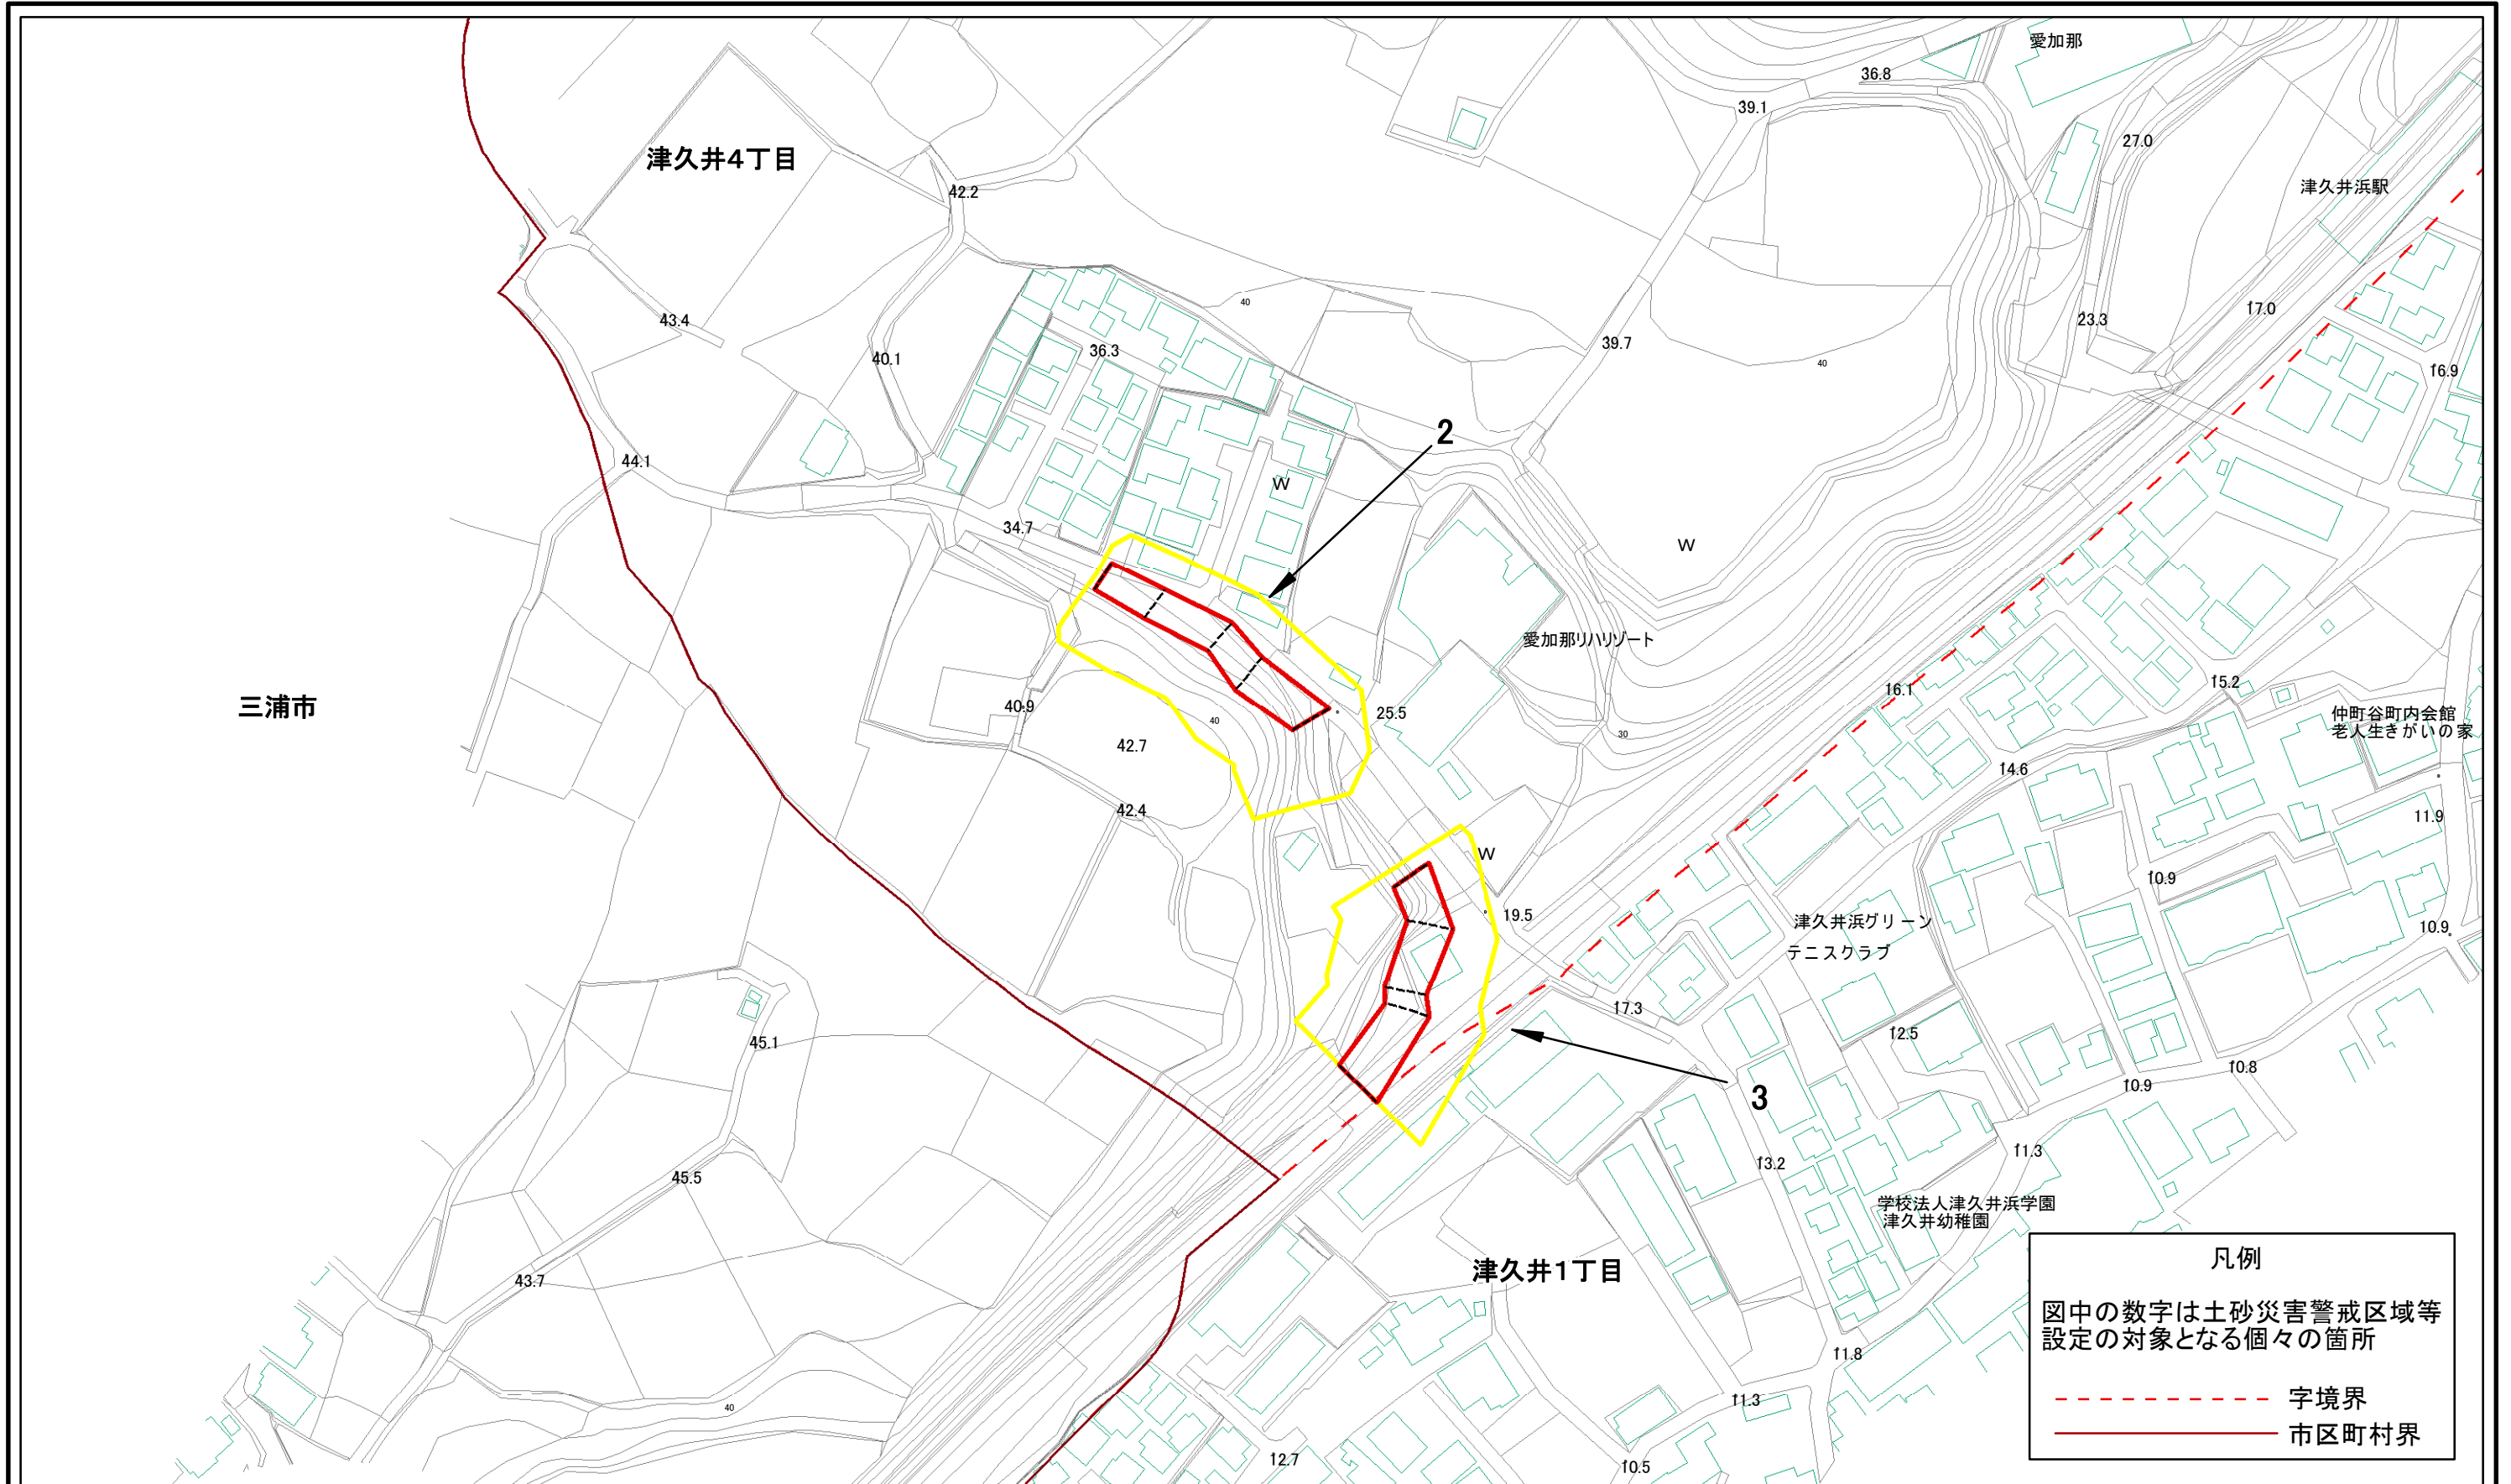 愛加那
36.8
39.1
27.0
津久井4丁目
津久井浜駅
42.2
40
17.0
43.4
23.3
39.7
36.3
40.1
40
16.9
2
44.1
W
34.7
W
愛加那リハリゾート
15.2
16.1
三浦市
40.9
25.5
仲町谷町内会館
老人生きがいの家
40
30
42.7
14.6
42.4
11.9
W
10.9
19.5
津久井浜グリーン
テニスクラブ
10.9
17.3
12.5
45.1
10.8
10.9
3
11.3
13.2
45.5
学校法人津久井浜学園
津久井幼稚園
津久井1丁目
43.7
11.8
11.3
40
12.7
10.5
凡例
図中の数字は土砂災害警戒区域等
設定の対象となる個々の箇所
字境界
市区町村界